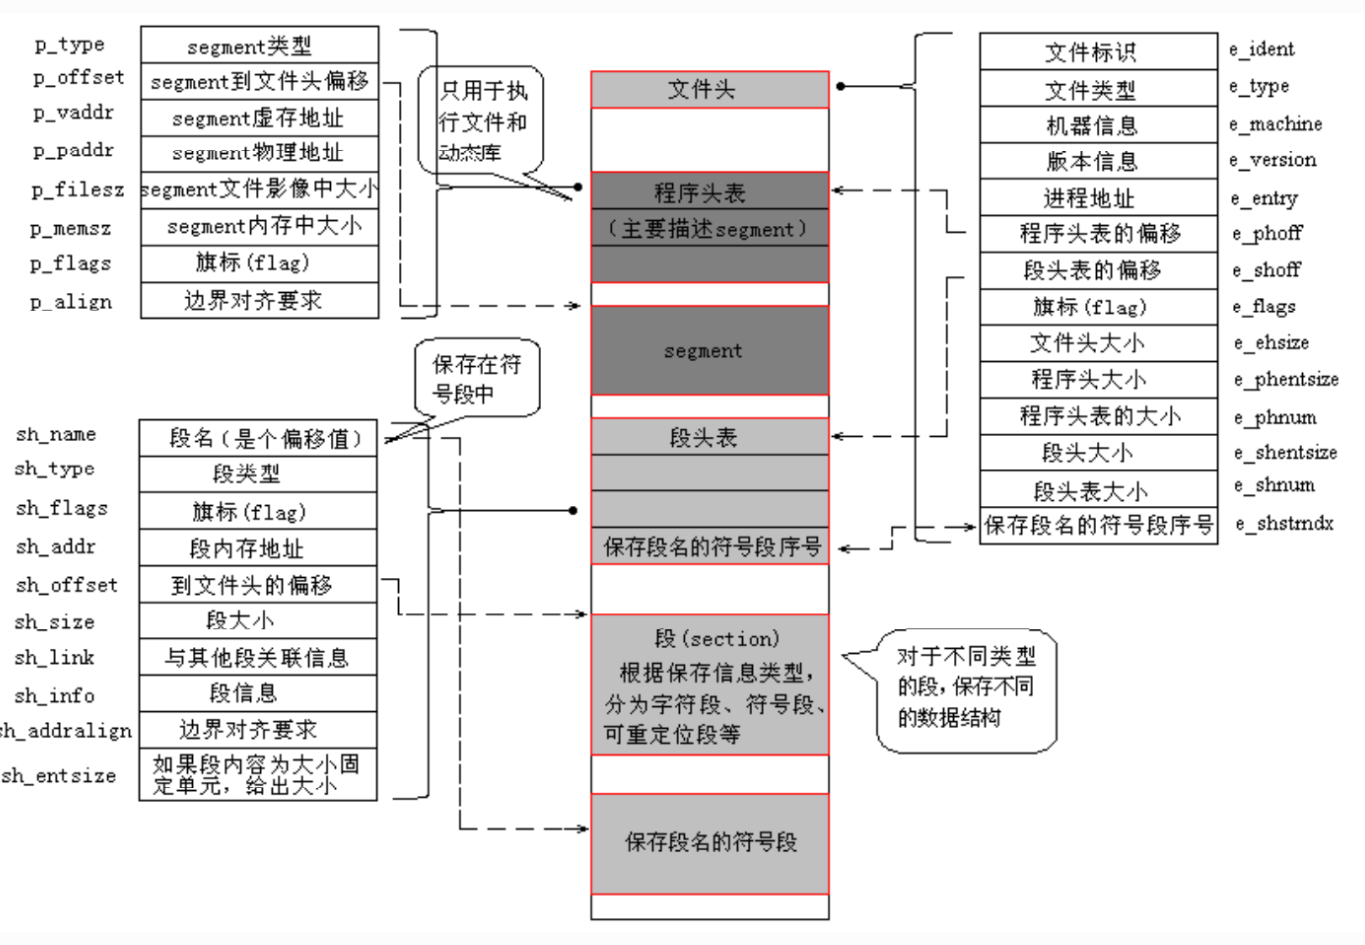 p_type segment类型
p_offset segment到文件头偏移
p_vaddr segment虚存地址
p_paddr segment物理地址
p_filesz segment文件影像中大小
p_memsz segment内存中大小
p_flags 旗标(flag)
p_align 边界对齐要求
只用于执
行文件和
动态库
sh_name 段名(是个偏移值)
sh_type 段类型
sh_flags 旗标(flag)
sh_addr 段内存地址
sh_offset 到文件头的偏移
sh_size 段大小
sh_link 与其他段关联信息
sh_info 段信息
sh_addralign 边界对齐要求
sh_entsize 如果段内容为大小固
定单元，给出大小
保存在符
号段中
文件头
程序头表
(主要描述segment)
segment
段头表
保存段名的符号段序号
段(section)
根据保存信息类型，
分为字符段、符号段、
可重定位段等
保存段名的符号段
文件标识 e_ident
文件类型 e_type
机器信息 e_machine
版本信息 e_version
进程地址 e_entry
程序头表的偏移 e_phoff
段头表的偏移 e_shoff
旗标(flag) e_flags
文件头大小 e_ehsize
程序头大小 e_phentsize
程序头表的大小 e_phnum
段头大小 e_shentsize
段头表大小 e_shnum
保存段名的符号段序号 e_shstrndx
对于不同类型
的段，保存不同
的数据结构